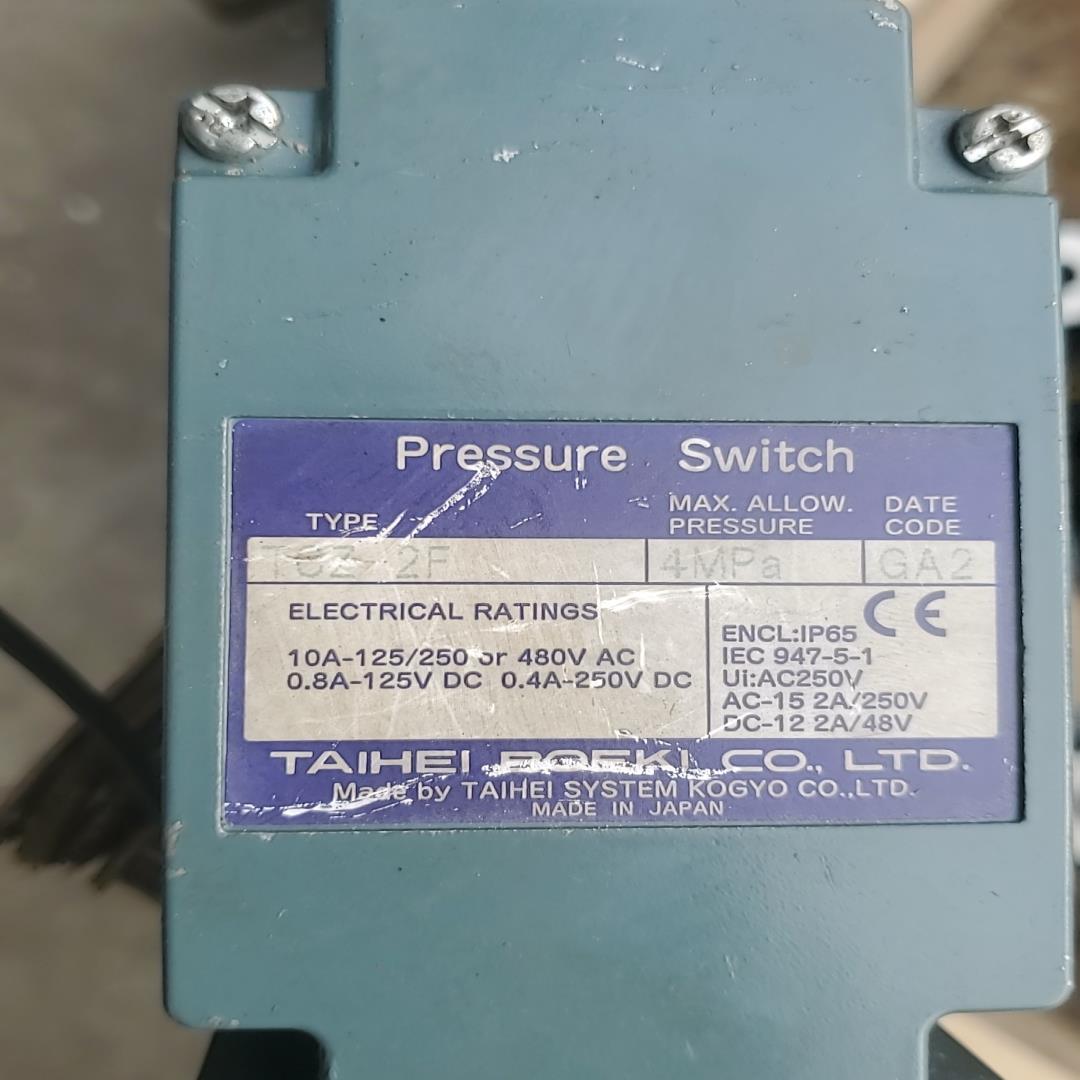 Pressure Switch
TYPE
MAX. ALLOW. PRESSURE
DATE CODE
2F
4MPa
GA2
ELECTRICAL RATINGS
10A-125/250 or 480V AC
0.8A-125V DC 0.4A-250V DC
CE
ENCL:IP65
IEC 947-5-1
Ui:AC250V
AC-15 2A/250V
DC-12 2A/48V
TAIHEI BOEKI CO., LTD.
Made by TAIHEI SYSTEM KOGYO CO.,LTD.
MADE IN JAPAN